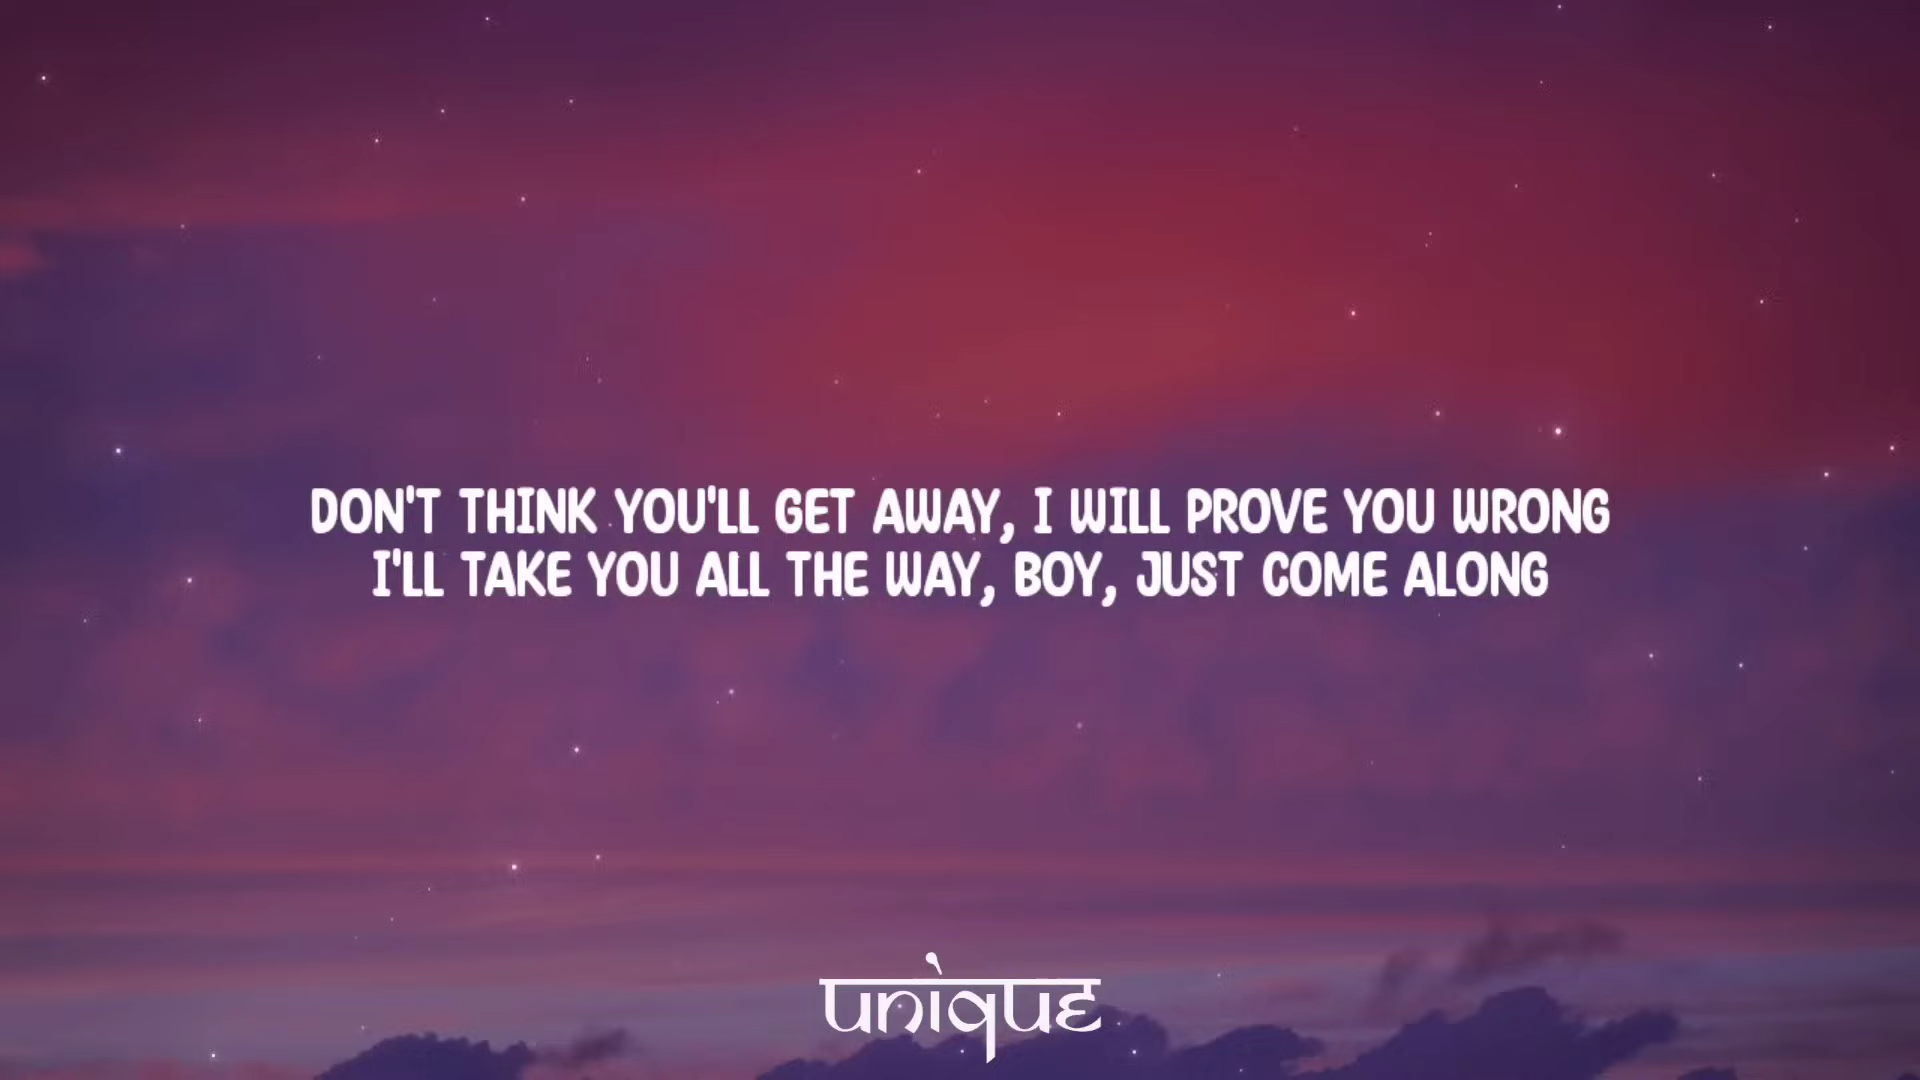 DON'T THINK YOU'LL GET AWAY, I WILL PROVE YOU WRONG
I'LL TAKE YOU ALL THE WAY, BOY, JUST COME ALONG
unique